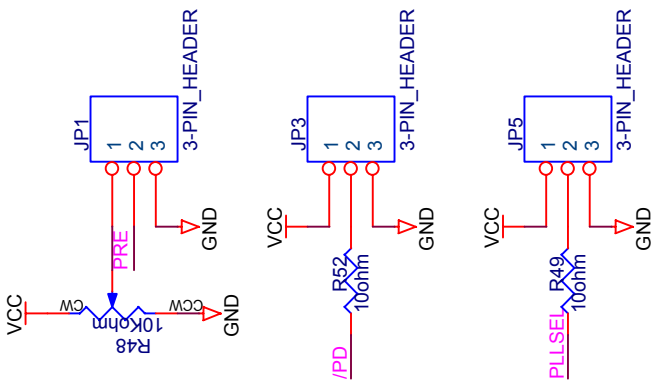 JP1
1
2
3
3-PIN_HEADER
PRE
GND
VCC
CW
CCW
GND
10Kohm
R48
JP3
1
2
3
3-PIN_HEADER
VCC
GND
R52
10ohm
/PD
JP5
1
2
3
3-PIN_HEADER
VCC
GND
R49
10ohm
PLLSEL